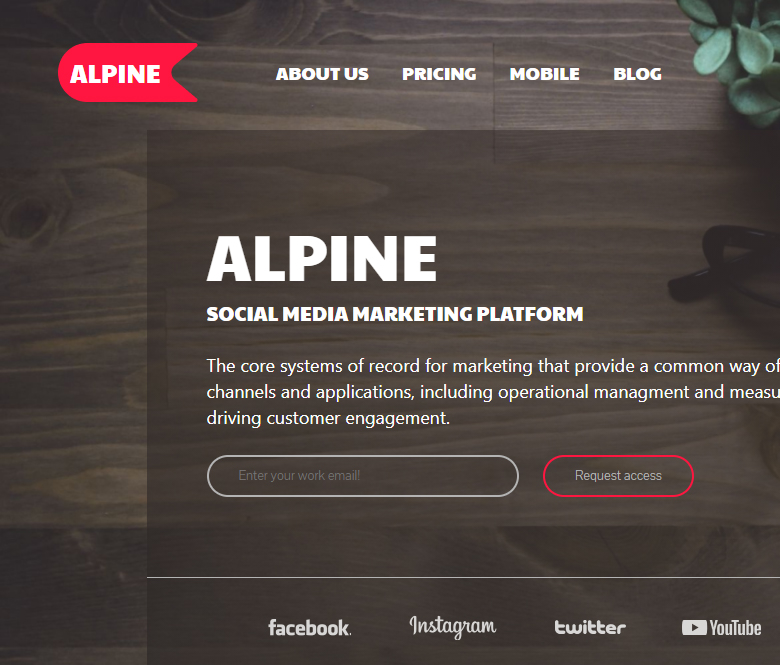 ALPINE
ABOUT US PRICING MOBILE BLOG
ALPINE
SOCIAL MEDIA MARKETING PLATFORM
The core systems of record for marketing that provide a common way of
channels and applications, including operational managment and measu
driving customer engagement.
Enter your work email! Request access
facebook. Instagram twitter YouTube